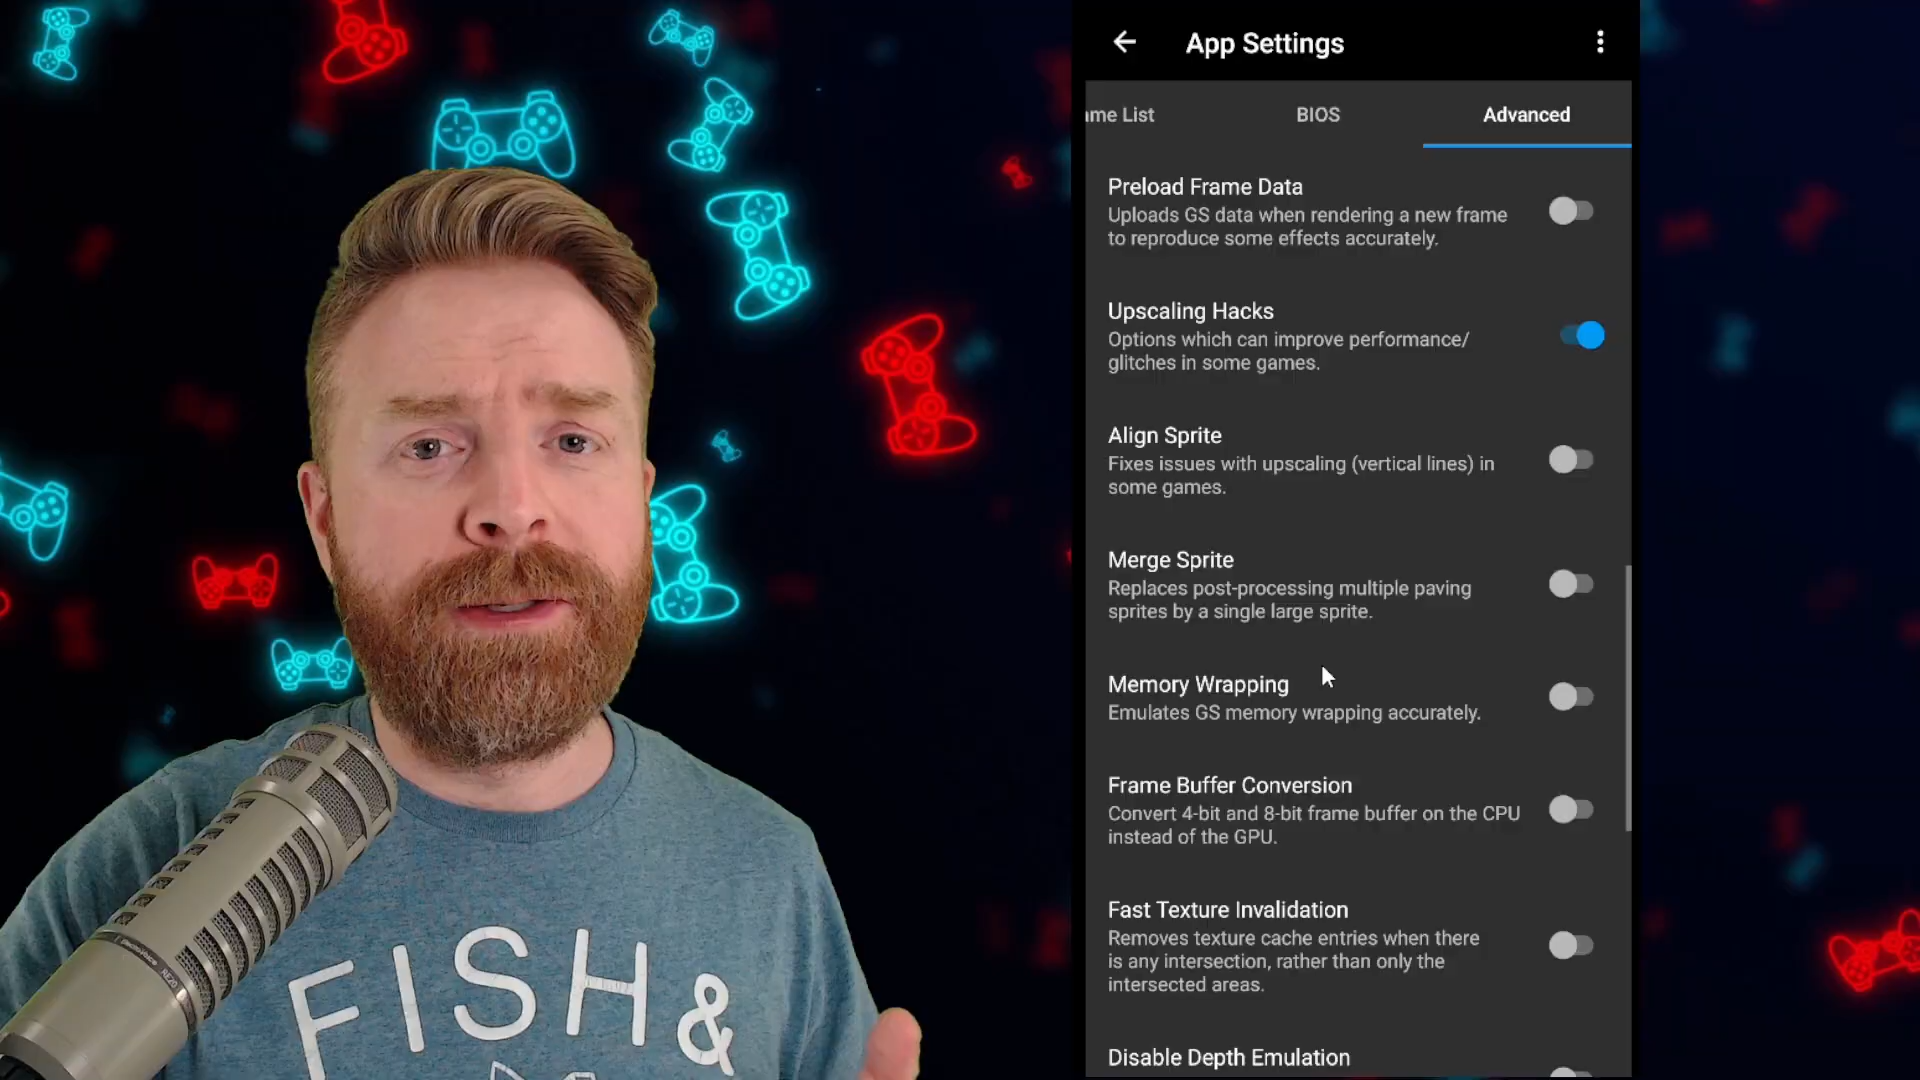 App Settings
ame List
BIOS
Advanced
Preload Frame Data
Uploads GS data when rendering a new frame
to reproduce some effects accurately.
Upscaling Hacks
Options which can improve performance/
glitches in some games.
Align Sprite
Fixes issues with upscaling (vertical lines) in
some games.
Merge Sprite
Replaces post-processing multiple paving
sprites by a single large sprite.
Memory Wrapping
Emulates GS memory wrapping accurately.
Frame Buffer Conversion
Convert 4-bit and 8-bit frame buffer on the CPU
instead of the GPU.
Fast Texture Invalidation
Removes texture cache entries when there
is any intersection, rather than only the
intersected areas.
Disable Depth Emulation
FISH &
RE20